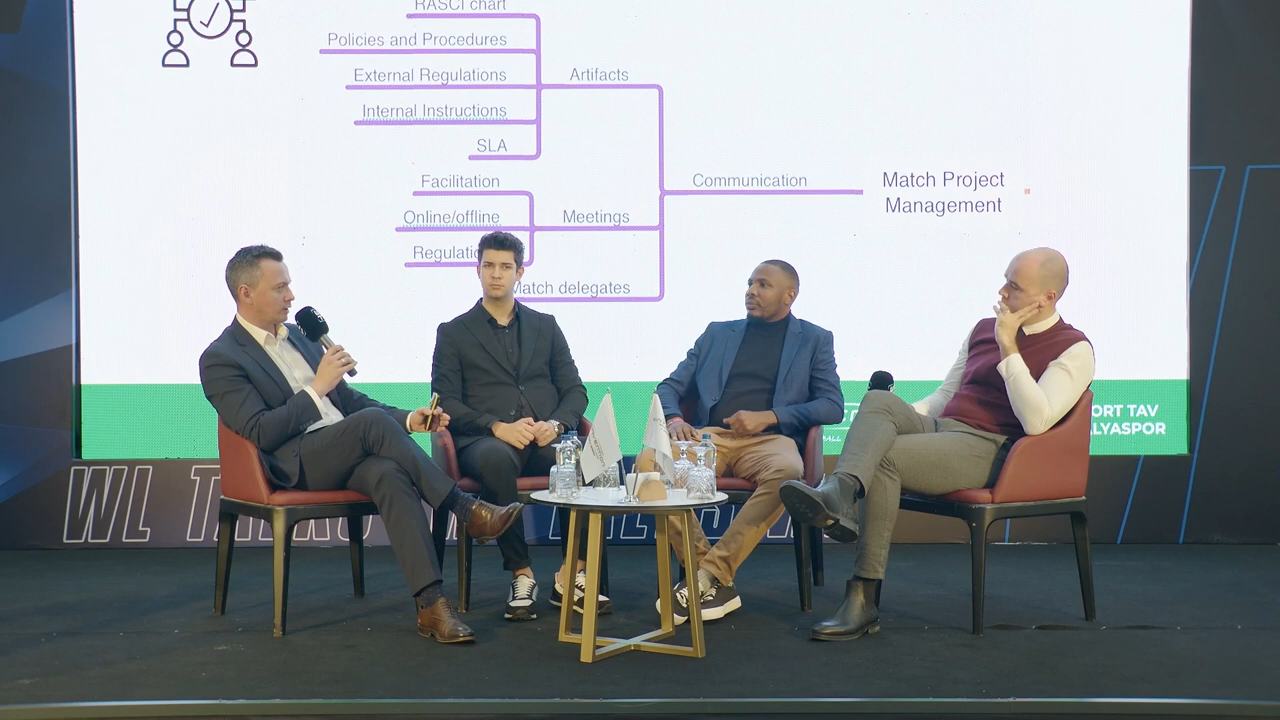 RASCI chart
Policies and Procedures
External Regulations
Artifacts
Internal Instructions
SLA
Facilitation
Communication
Match Project
Management
Online/offline
Meetings
Match delegates
ORT TAV
LYASPOR
WL